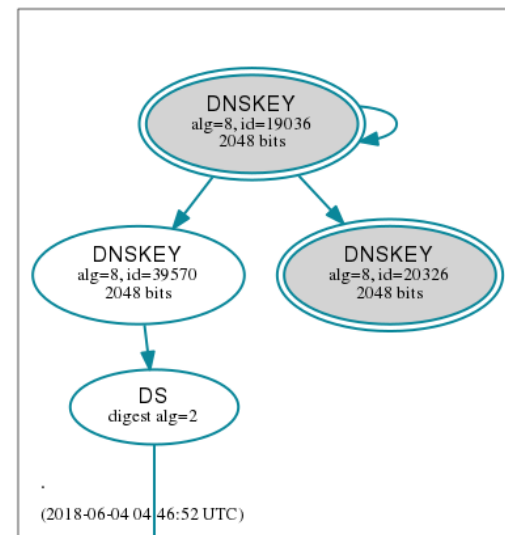 DNSKEY
alg=8, id=19036
2048 bits
DNSKEY
alg=8, id=39570
2048 bits
DNSKEY
alg=8, id=20326
2048 bits
DS
digest alg=2
.
(2018-06-04 04:46:52 UTC)